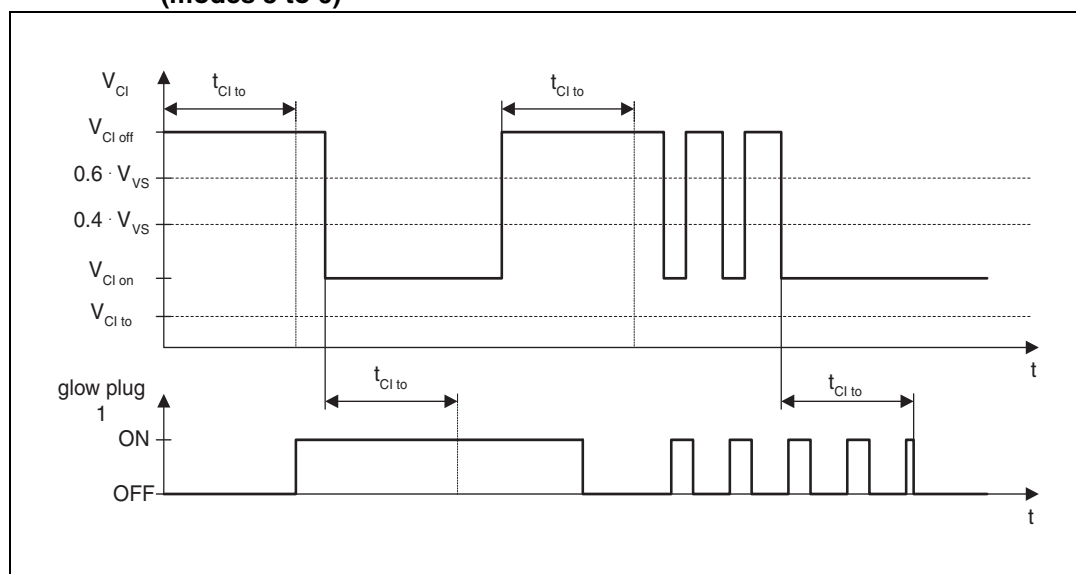 V_CI
t_CI to
t_CI to
V_CI off
0.6 · V_VS
0.4 · V_VS
V_CI on
V_CI to
t
glow plug
1
t_CI to
t_CI to
ON
OFF
t